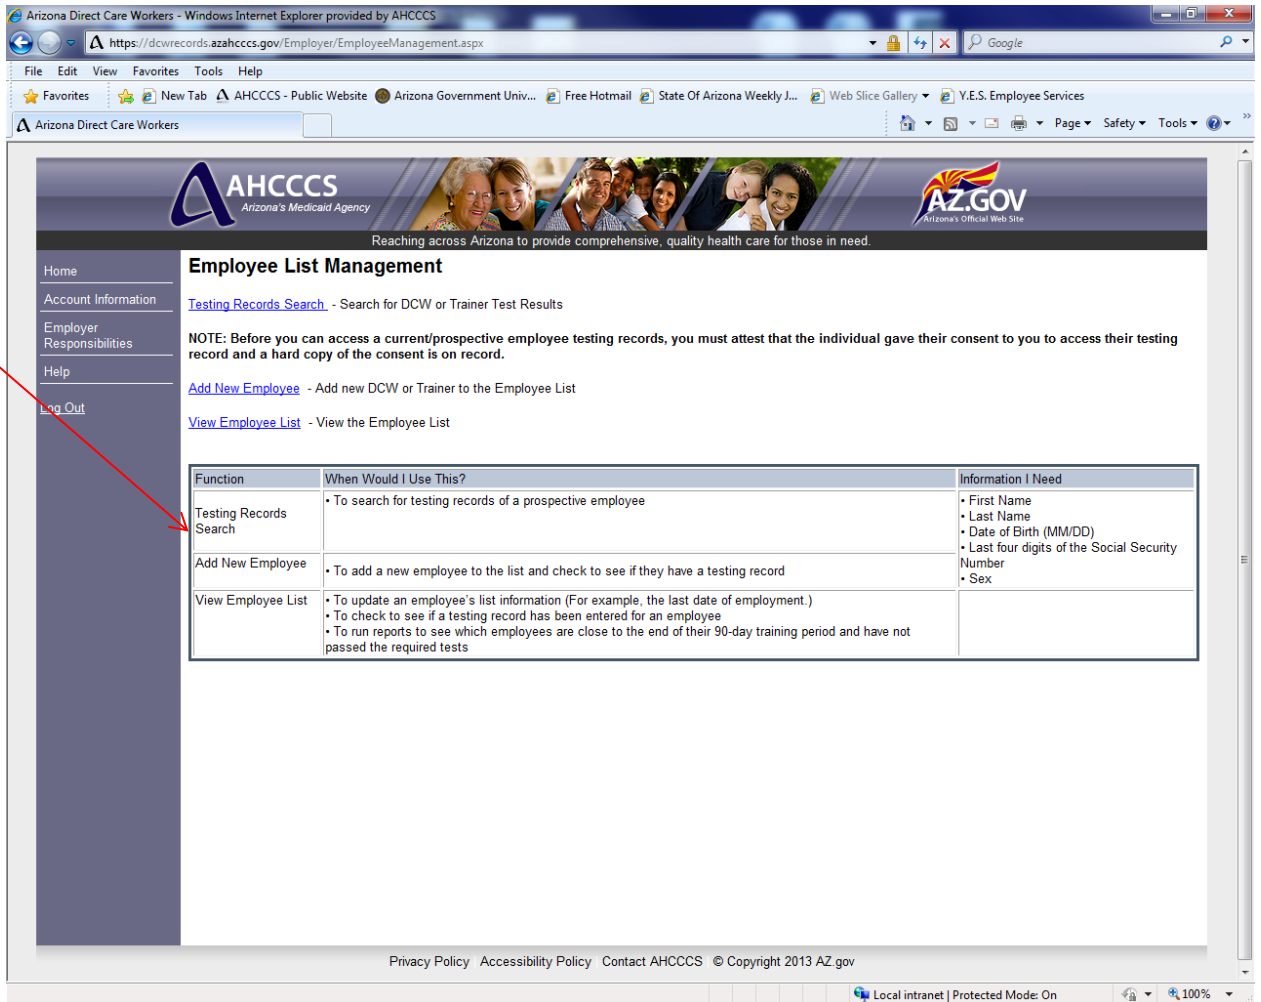 Arizona Direct Care Workers - Windows Internet Explorer provided by AHCCCS
https://dcwrecords.azahcccs.gov/Employer/EmployeeManagement.aspx
Google
File Edit View Favorites Tools Help
Favorites New Tab AHCCCS - Public Website Arizona Government Univ... Free Hotmail State Of Arizona Weekly J... Web Slice Gallery Y.E.S. Employee Services
Arizona Direct Care Workers
Page Safety Tools
AHCCCS
Arizona's Medicaid Agency
AZ.GOV
Arizona's Official Web Site
Reaching across Arizona to provide comprehensive, quality health care for those in need.
Home
Account Information
Employer
Responsibilities
Help
Log Out
Employee List Management
Testing Records Search - Search for DCW or Trainer Test Results
NOTE: Before you can access a current/prospective employee testing records, you must attest that the individual gave their consent to you to access their testing
record and a hard copy of the consent is on record.
Add New Employee - Add new DCW or Trainer to the Employee List
View Employee List - View the Employee List
Function When Would I Use This? Information I Need
Testing Records
Search
• To search for testing records of a prospective employee
• First Name
• Last Name
• Date of Birth (MM/DD)
• Last four digits of the Social Security
Number
• Sex
Add New Employee
• To add a new employee to the list and check to see if they have a testing record
View Employee List
• To update an employee's list information (For example, the last date of employment.)
• To check to see if a testing record has been entered for an employee
• To run reports to see which employees are close to the end of their 90-day training period and have not
passed the required tests
Privacy Policy Accessibility Policy Contact AHCCCS © Copyright 2013 AZ.gov
Local intranet | Protected Mode: On
100%